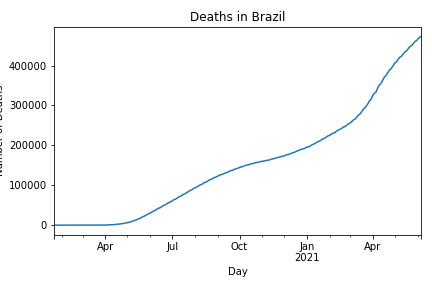 Deaths in Brazil
Number of Deaths
400000
300000
200000
100000
0
Apr
Jul
Oct
Jan
2021
Apr
Day